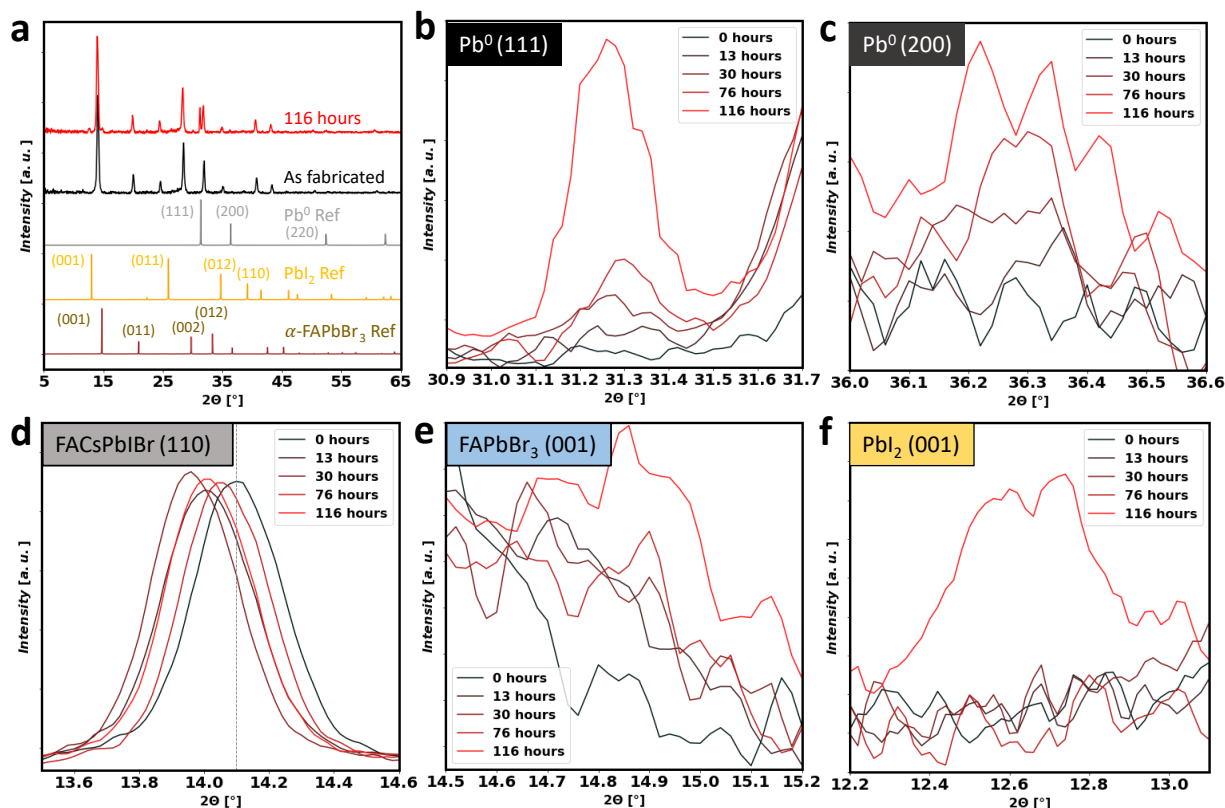 a
116 hours
As fabricated
(111)
(200)
Pb⁰ Ref
(220)
(001)
(011)
(012)
(110)
PbI₂ Ref
(001)
(011)
(002)
(012)
α-FAPbBr₃ Ref
Intensity [a. u.]
5 15 25 35 45 55 65
2Θ [°]
b
Pb⁰ (111)
0 hours
13 hours
30 hours
76 hours
116 hours
Intensity [a. u.]
30.9 31.0 31.1 31.2 31.3 31.4 31.5 31.6 31.7
2Θ [°]
c
Pb⁰ (200)
0 hours
13 hours
30 hours
76 hours
116 hours
Intensity [a. u.]
36.0 36.1 36.2 36.3 36.4 36.5 36.6
2Θ [°]
d
FACsPbIBr (110)
0 hours
13 hours
30 hours
76 hours
116 hours
Intensity [a. u.]
13.6 13.8 14.0 14.2 14.4 14.6
2Θ [°]
e
FAPbBr₃ (001)
0 hours
13 hours
30 hours
76 hours
116 hours
Intensity [a. u.]
14.5 14.6 14.7 14.8 14.9 15.0 15.1 15.2
2Θ [°]
f
PbI₂ (001)
0 hours
13 hours
30 hours
76 hours
116 hours
Intensity [a. u.]
12.2 12.4 12.6 12.8 13.0
2Θ [°]